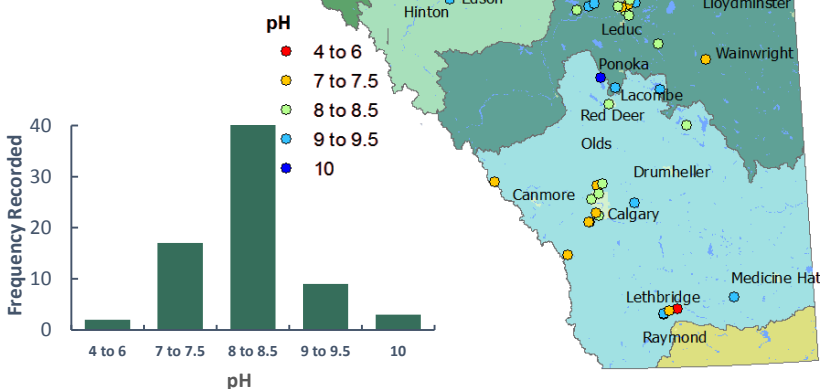 Hinton
Edson
Lloydminster
Leduc
Wainwright
Ponoka
Lacombe
Red Deer
Olds
Drumheller
Canmore
Calgary
Medicine Hat
Lethbridge
Raymond
pH
4 to 6
7 to 7.5
8 to 8.5
9 to 9.5
10
Frequency Recorded
40
30
20
10
0
4 to 6
7 to 7.5
8 to 8.5
9 to 9.5
10
pH